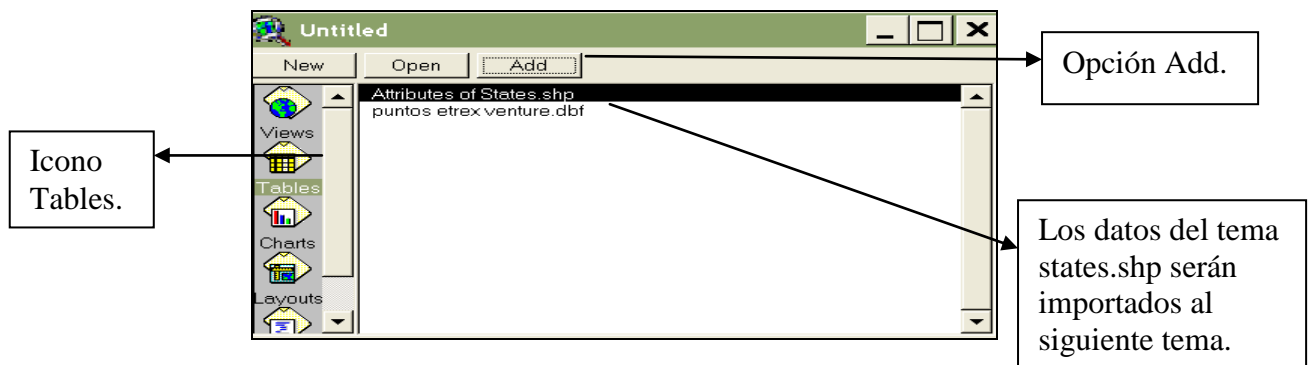 Untitled
New Open Add
Attributes of States.shp
puntos etrex venture.dbf
Views
Tables
Charts
Layouts
Icono
Tables.
Opción Add.
Los datos del tema
states.shp serán
importados al
siguiente tema.